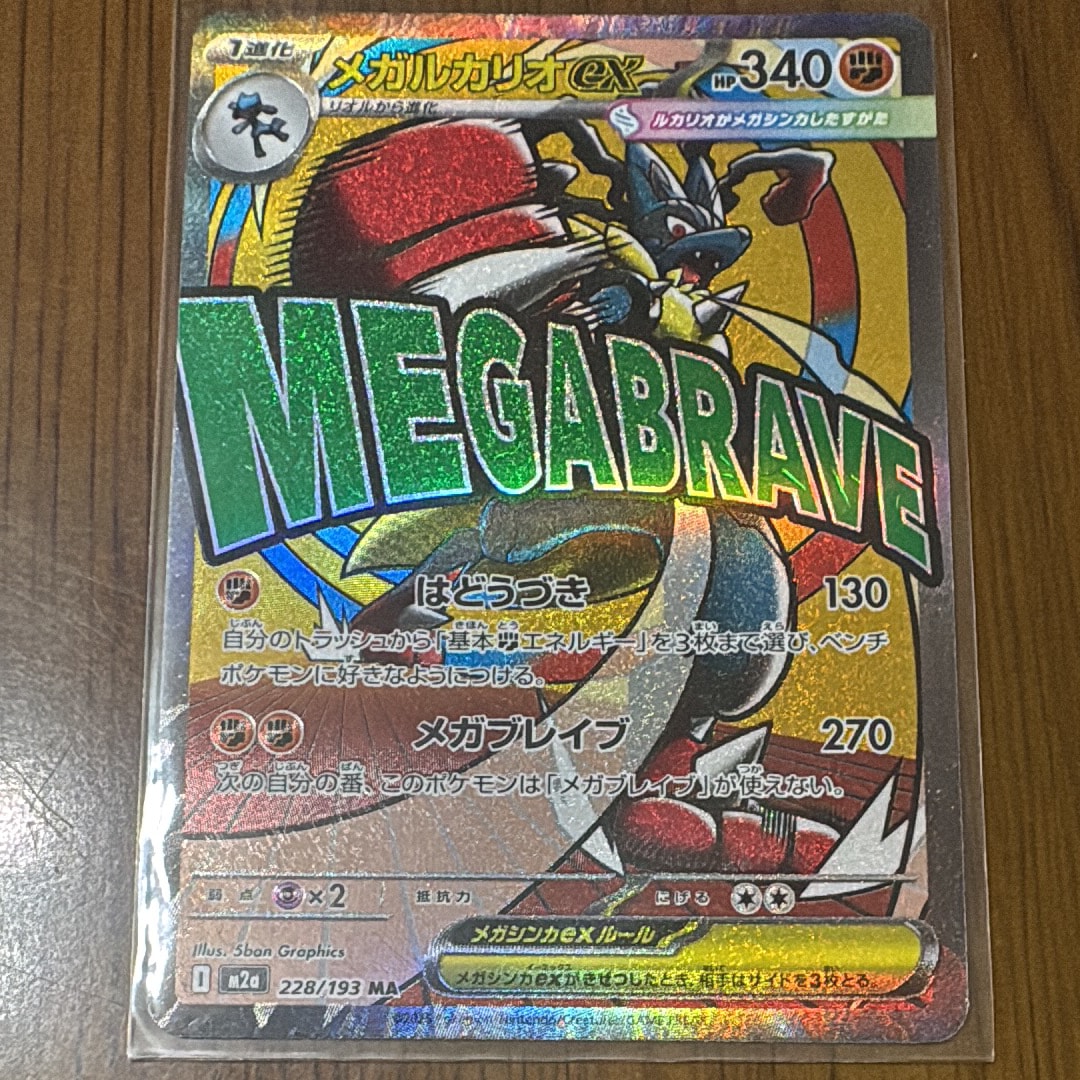 1進化
メガルカリオex
HP340
リオルから進化
ルカリオがメガシンカしたすがた
MEGABRAVE
はどうづき 130
自分のトラッシュから「基本エネルギー」を3枚まで選び、ベンチ
ポケモンに好きなようにつける。
メガブレイブ 270
次の自分の番、このポケモンは「メガブレイブ」が使えない。
弱点 ×2 抵抗力 にげる
メガシンカexルール
メガシンカexがきぜつしたとき、相手はサイドを3枚とる。
Illus. 5ban Graphics
I m2a 228/193 MA